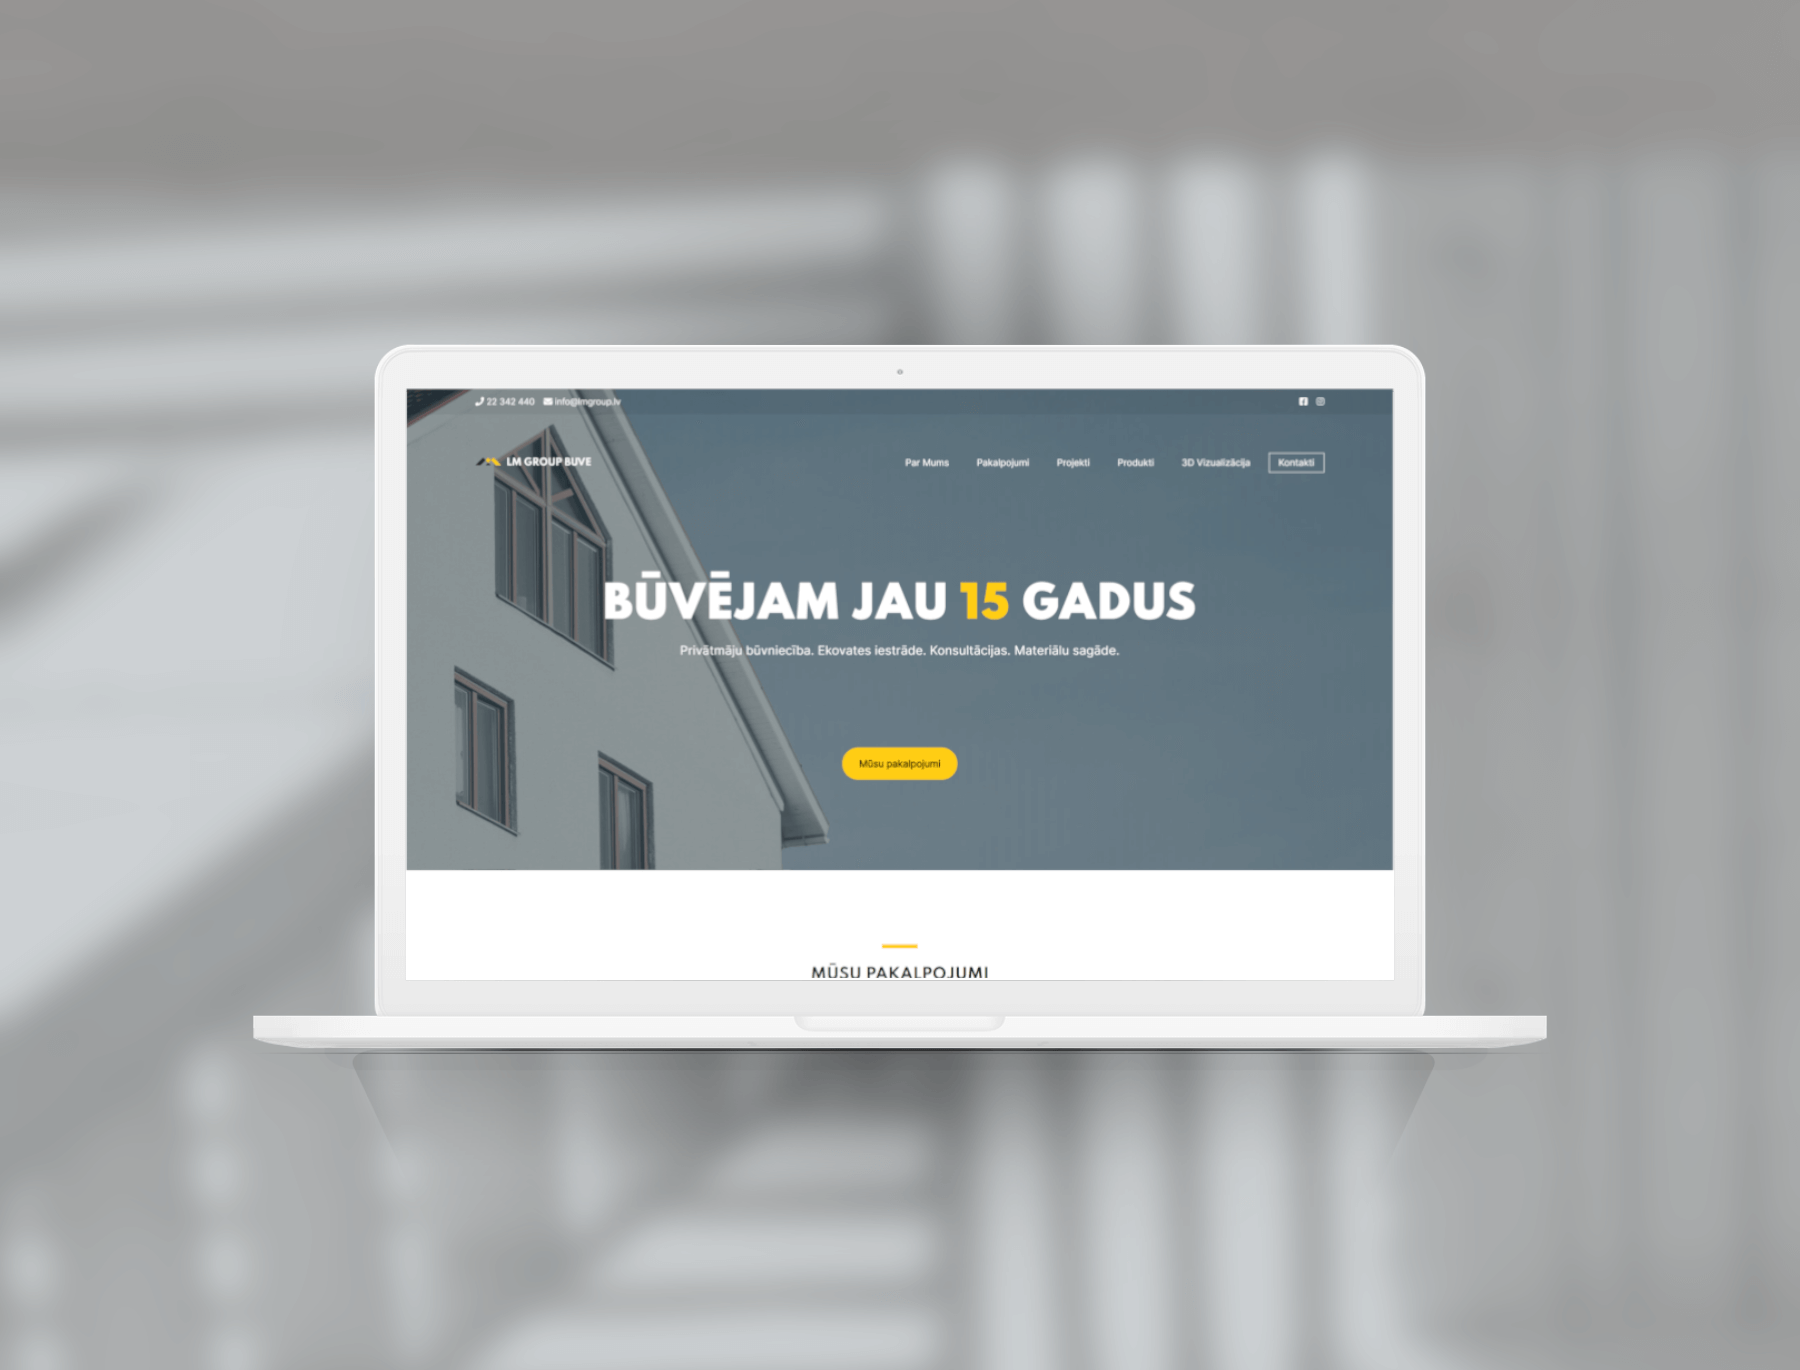 22 342 440 info@lmgroup.lv
LM GROUP BUVE
Par Mums Pakalpojumi Projekti Produkti 3D Vizualizācija Kontakti
BŪVĒJAM JAU 15 GADUS
Privātmāju būvniecība. Ekovates iestrāde. Konsultācijas. Materiālu sagāde.
Mūsu pakalpojumi
MŪSU PAKALPOJUMI